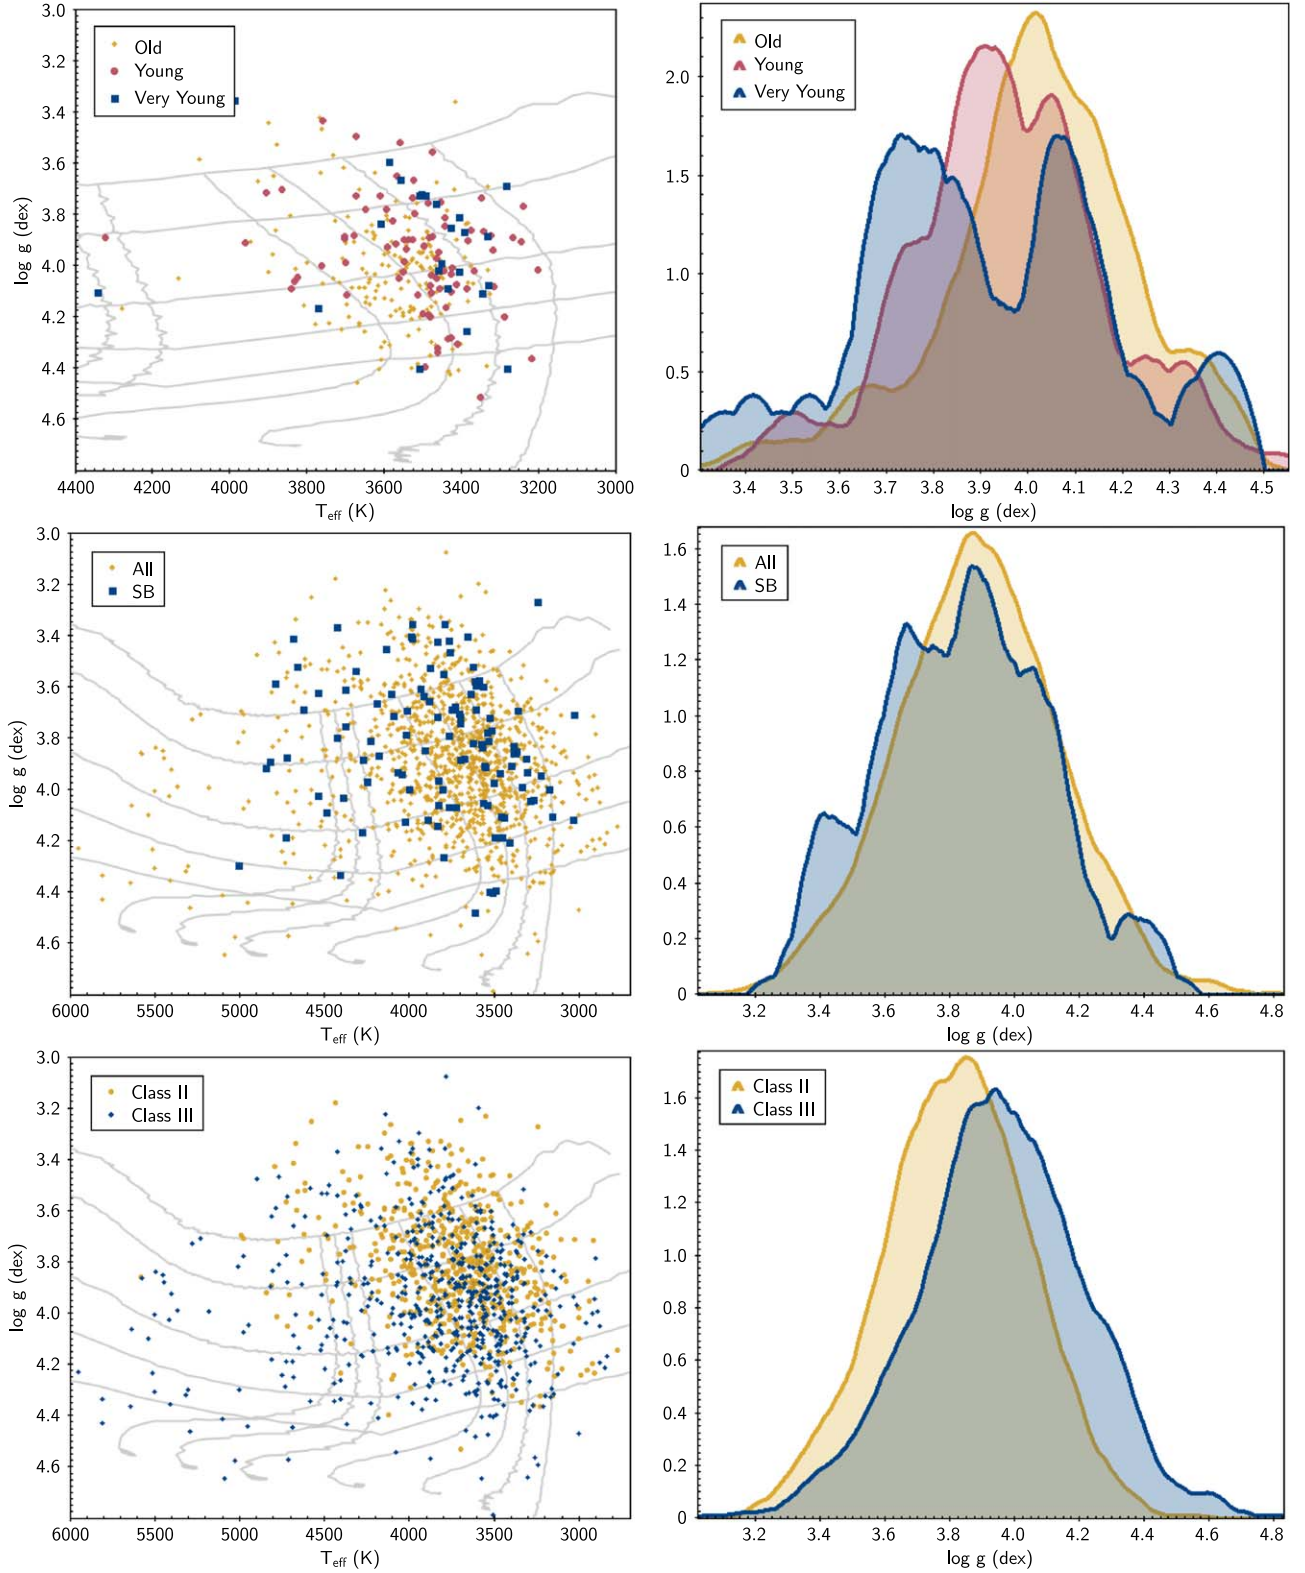 3.0
3.2
3.4
3.6
3.8
4.0
4.2
4.4
4.6
log g (dex)
Old
Young
Very Young
4400 4200 4000 3800 3600 3400 3200 3000
T_eff (K)
2.0
1.5
1.0
0.5
0
Old
Young
Very Young
3.4 3.5 3.6 3.7 3.8 3.9 4.0 4.1 4.2 4.3 4.4 4.5
log g (dex)
3.0
3.2
3.4
3.6
3.8
4.0
4.2
4.4
4.6
log g (dex)
All
SB
6000 5500 5000 4500 4000 3500 3000
T_eff (K)
1.6
1.4
1.2
1.0
0.8
0.6
0.4
0.2
0
All
SB
3.2 3.4 3.6 3.8 4.0 4.2 4.4 4.6 4.8
log g (dex)
3.0
3.2
3.4
3.6
3.8
4.0
4.2
4.4
4.6
log g (dex)
Class II
Class III
6000 5500 5000 4500 4000 3500 3000
T_eff (K)
1.6
1.4
1.2
1.0
0.8
0.6
0.4
0.2
0
Class II
Class III
3.2 3.4 3.6 3.8 4.0 4.2 4.4 4.6 4.8
log g (dex)